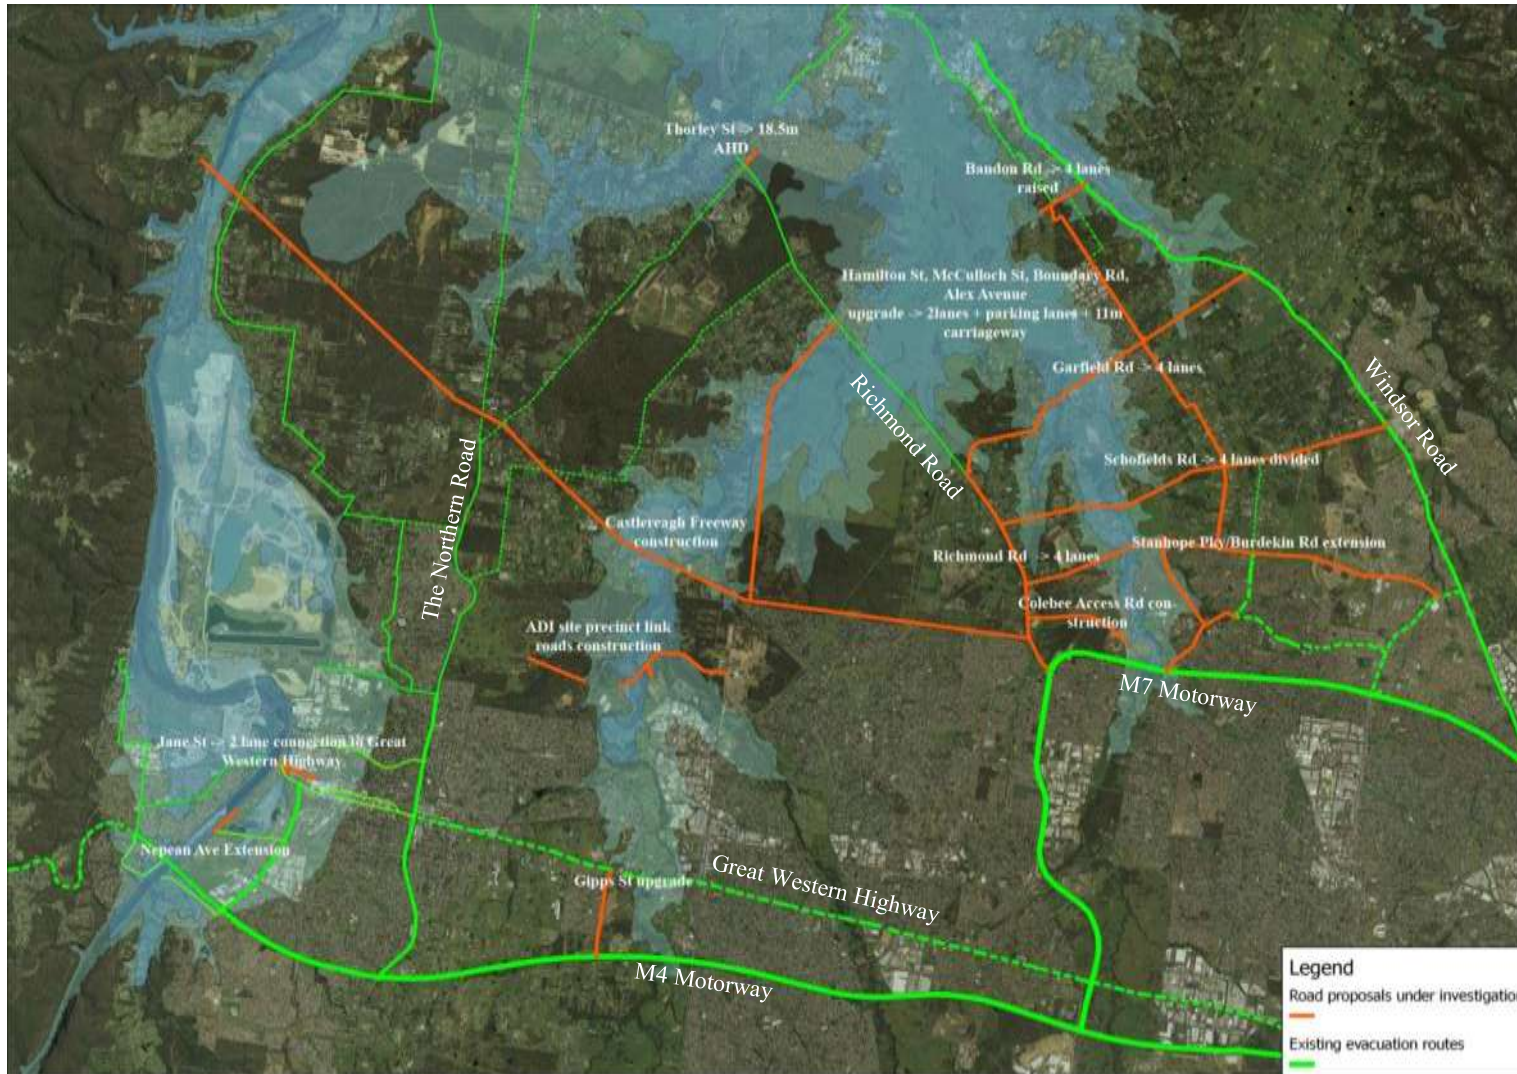 Thorley St -> 18.5m
AHD
Bandon Rd -> 4 lanes
raised
Hamilton St, McCulloch St, Boundary Rd,
Alex Avenue
upgrade -> 2lanes + parking lanes + 11m
carriageway
Garfield Rd -> 4 lanes
Windsor Road
Richmond Road
The Northern Road
Schofields Rd -> 4 lanes divided
Castlereagh Freeway
construction
Stanhope Pky/Burdekin Rd extension
Richmond Rd -> 4 lanes
Colebee Access Rd con-
struction
ADI site precinct link
roads construction
M7 Motorway
Jane St -> 2 lane connection to Great
Western Highway
Nepean Ave Extension
Gipps St upgrade
Great Western Highway
M4 Motorway
Legend
Road proposals under investigatio
Existing evacuation routes